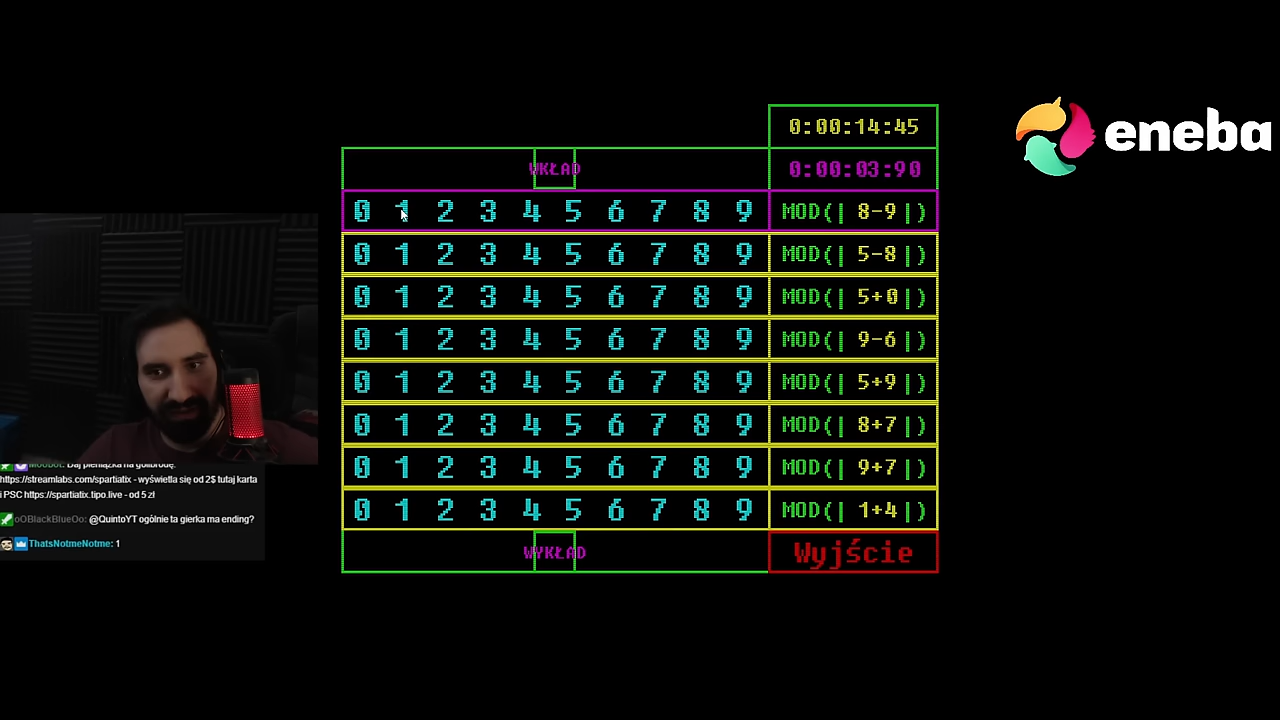 eneba
0:00:14:45
WKŁAD
0:00:03:90
0 1 2 3 4 5 6 7 8 9 MOD(| 8-9 |)
0 1 2 3 4 5 6 7 8 9 MOD(| 5-8 |)
0 1 2 3 4 5 6 7 8 9 MOD(| 5+0 |)
0 1 2 3 4 5 6 7 8 9 MOD(| 9-6 |)
0 1 2 3 4 5 6 7 8 9 MOD(| 5+9 |)
0 1 2 3 4 5 6 7 8 9 MOD(| 8+7 |)
0 1 2 3 4 5 6 7 8 9 MOD(| 9+7 |)
0 1 2 3 4 5 6 7 8 9 MOD(| 1+4 |)
WYKŁAD
Wyjście
MooBot: Daj pieniążka na golibrodę:
https://streamlabs.com/spartiatix - wyświetla się od 2$ tutaj karta
i PSC https://spartiatix.tipo.live - od 5 zł
oOBlackBlueOo: @QuintoYT ogólnie ta gierka ma ending?
ThatsNotmeNotme: 1